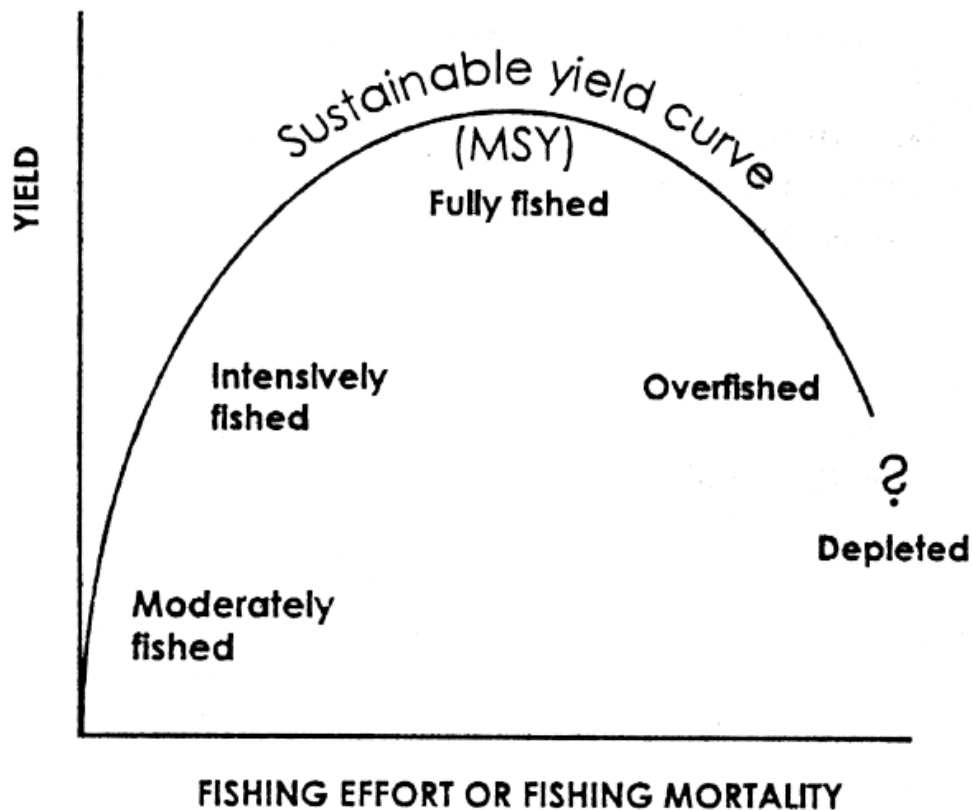 Sustainable yield curve
(MSY)
Fully fished
YIELD
Intensively
fished
Overfished
?
Depleted
Moderately
fished
FISHING EFFORT OR FISHING MORTALITY